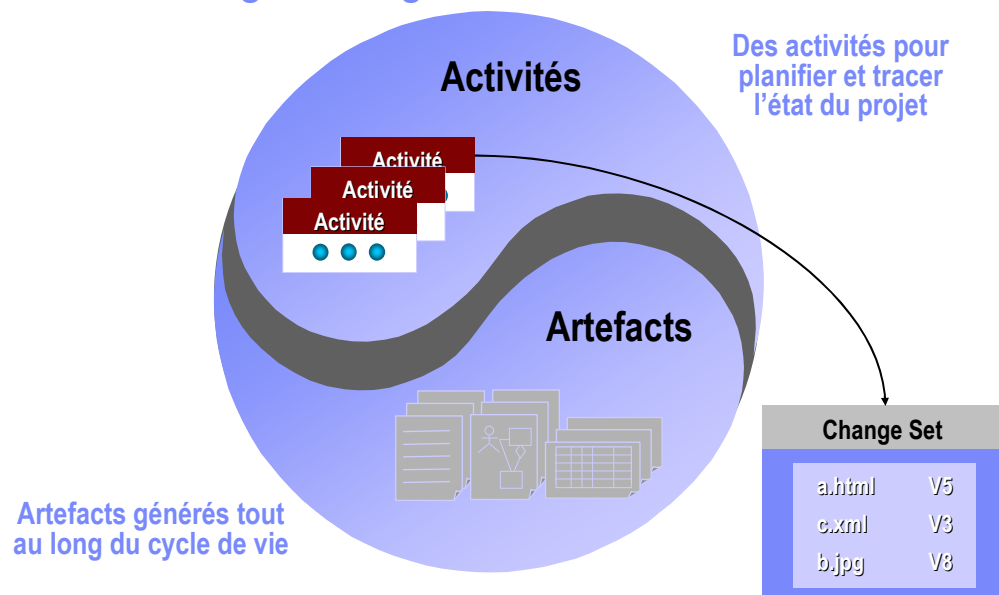 Des activités pour
planifier et tracer
l'état du projet
Activités
Activité
Activité
Activité
Artefacts
Change Set
a.html V5
c.xml V3
b.jpg V8
Artefacts générés tout
au long du cycle de vie